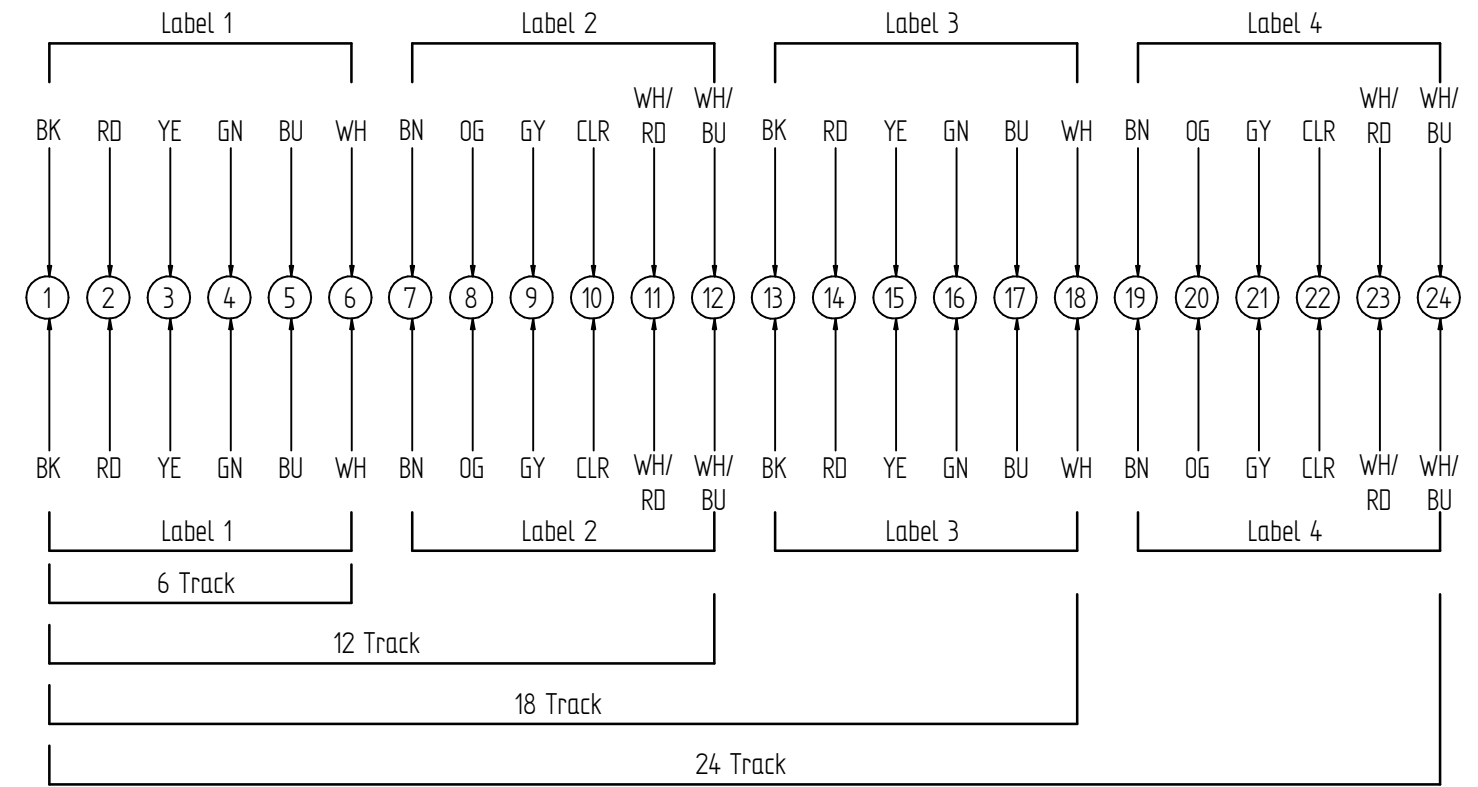 Label 1 Label 2 Label 3 Label 4
WH/ WH/ WH/ WH/
BK RD YE GN BU WH BN OG GY CLR RD BU BK RD YE GN BU WH BN OG GY CLR RD BU
1 2 3 4 5 6 7 8 9 10 11 12 13 14 15 16 17 18 19 20 21 22 23 24
BK RD YE GN BU WH BN OG GY CLR WH/ WH/ BK RD YE GN BU WH BN OG GY CLR WH/ WH/
RD BU RD BU
Label 1 Label 2 Label 3 Label 4
6 Track
12 Track
18 Track
24 Track